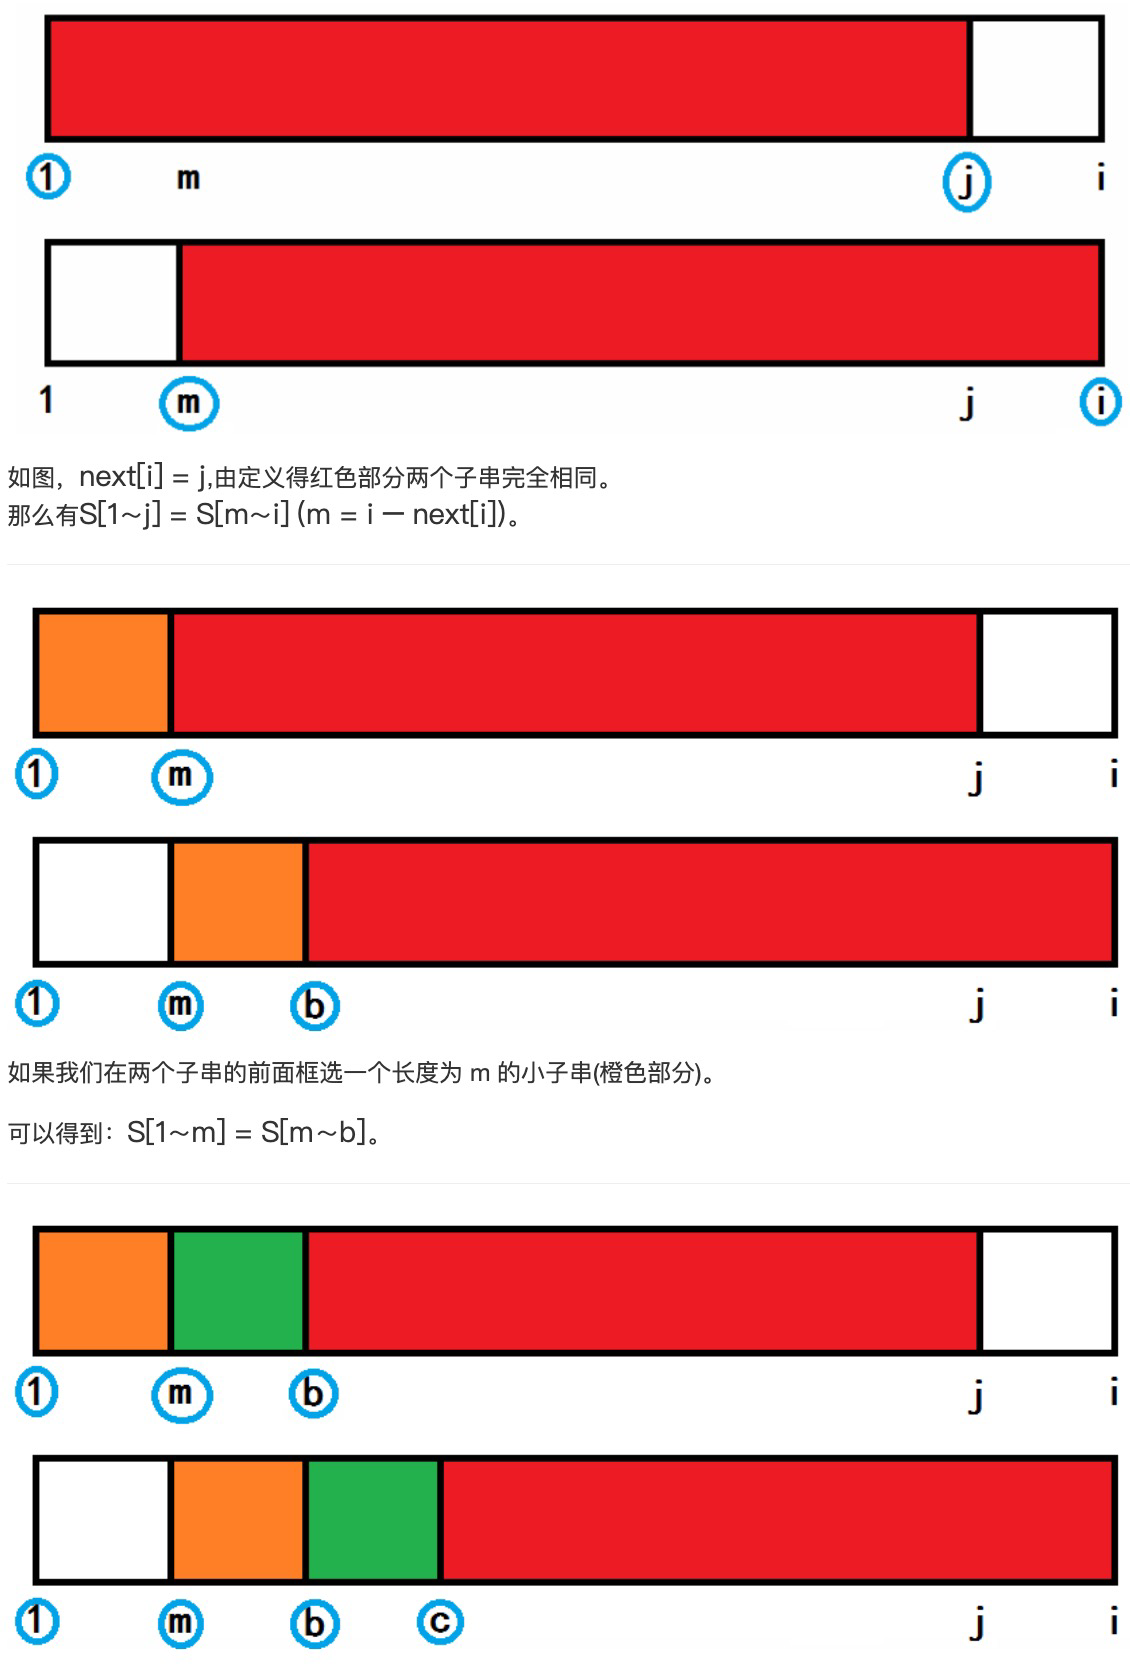 1 m j i
1 m j i
如图，next[i] = j,由定义得红色部分两个子串完全相同。
那么有S[1～j] = S[m～i] (m = i — next[i])。
1 m j i
1 m b j i
如果我们在两个子串的前面框选一个长度为 m 的小子串(橙色部分)。
可以得到：S[1～m] = S[m～b]。
1 m b j i
1 m b c j i